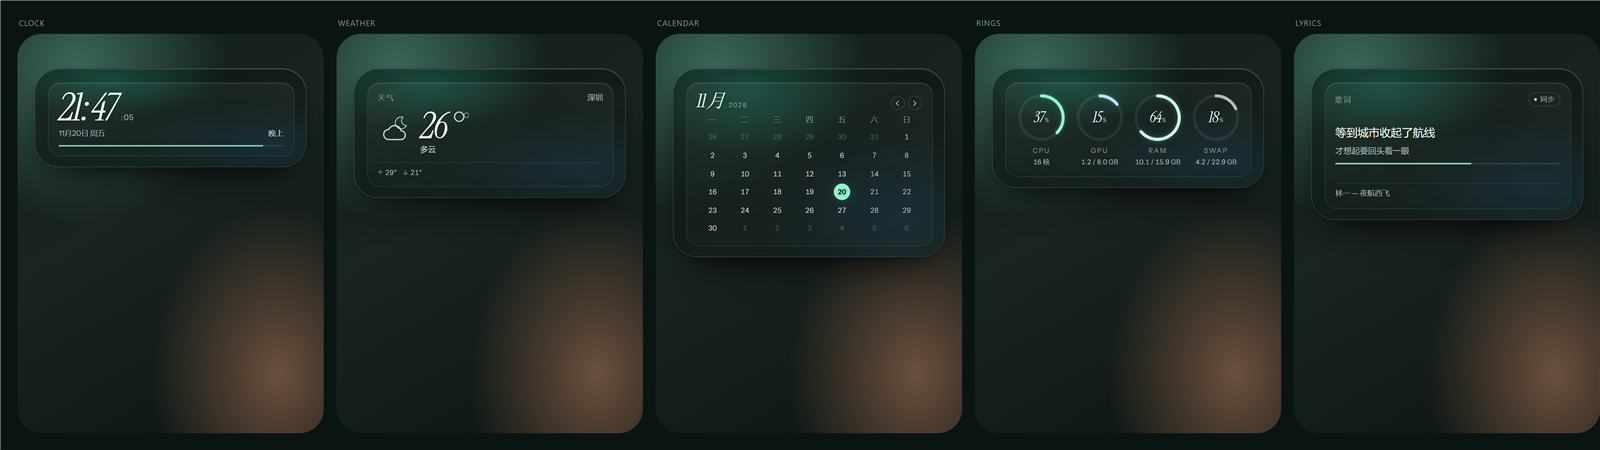 CLOCK
21:47 :05
11月20日 周五
晚上
WEATHER
天气
深圳
26°C
多云
↑ 29° ↓ 21°
CALENDAR
11月 2026
一 二 三 四 五 六 日
26 27 28 29 30 31 1
2 3 4 5 6 7 8
9 10 11 12 13 14 15
16 17 18 19 20 21 22
23 24 25 26 27 28 29
30 1 2 3 4 5 6
RINGS
37% 15% 64% 18%
CPU GPU RAM SWAP
16 核 1.2 / 8.0 GB 10.1 / 15.9 GB 4.2 / 22.9 GB
LYRICS
歌词
同步
等到城市收起了航线
才想起要回头看一眼
林一 — 夜航西飞